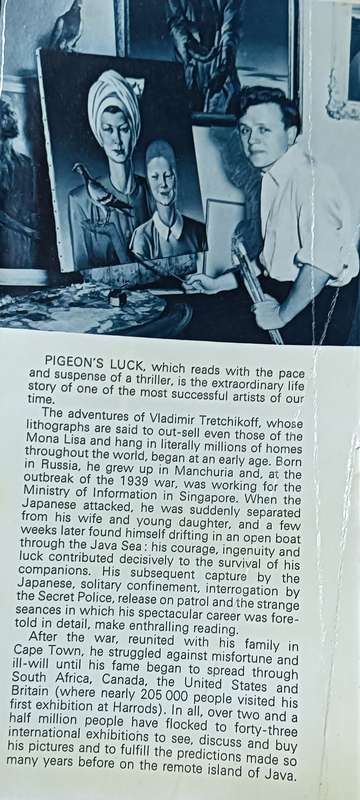 PIGEON'S LUCK, which reads with the pace
and suspense of a thriller, is the extraordinary life
story of one of the most successful artists of our
time.
The adventures of Vladimir Tretchikoff, whose
lithographs are said to out-sell even those of the
Mona Lisa and hang in literally millions of homes
throughout the world, began at an early age. Born
in Russia, he grew up in Manchuria and, at the
outbreak of the 1939 war, was working for the
Ministry of Information in Singapore. When the
Japanese attacked, he was suddenly separated
from his wife and young daughter, and a few
weeks later found himself drifting in an open boat
through the Java Sea: his courage, ingenuity and
luck contributed decisively to the survival of his
companions. His subsequent capture by the
Japanese, solitary confinement, interrogation by
the Secret Police, release on patrol and the strange
seances in which his spectacular career was fore-
told in detail, make enthralling reading.
After the war, reunited with his family in
Cape Town, he struggled against misfortune and
ill-will until his fame began to spread through
South Africa, Canada, the United States and
Britain (where nearly 205 000 people visited his
first exhibition at Harrods). In all, over two and a
half million people have flocked to forty-three
international exhibitions to see, discuss and buy
his pictures and to fulfill the predictions made so
many years before on the remote island of Java.